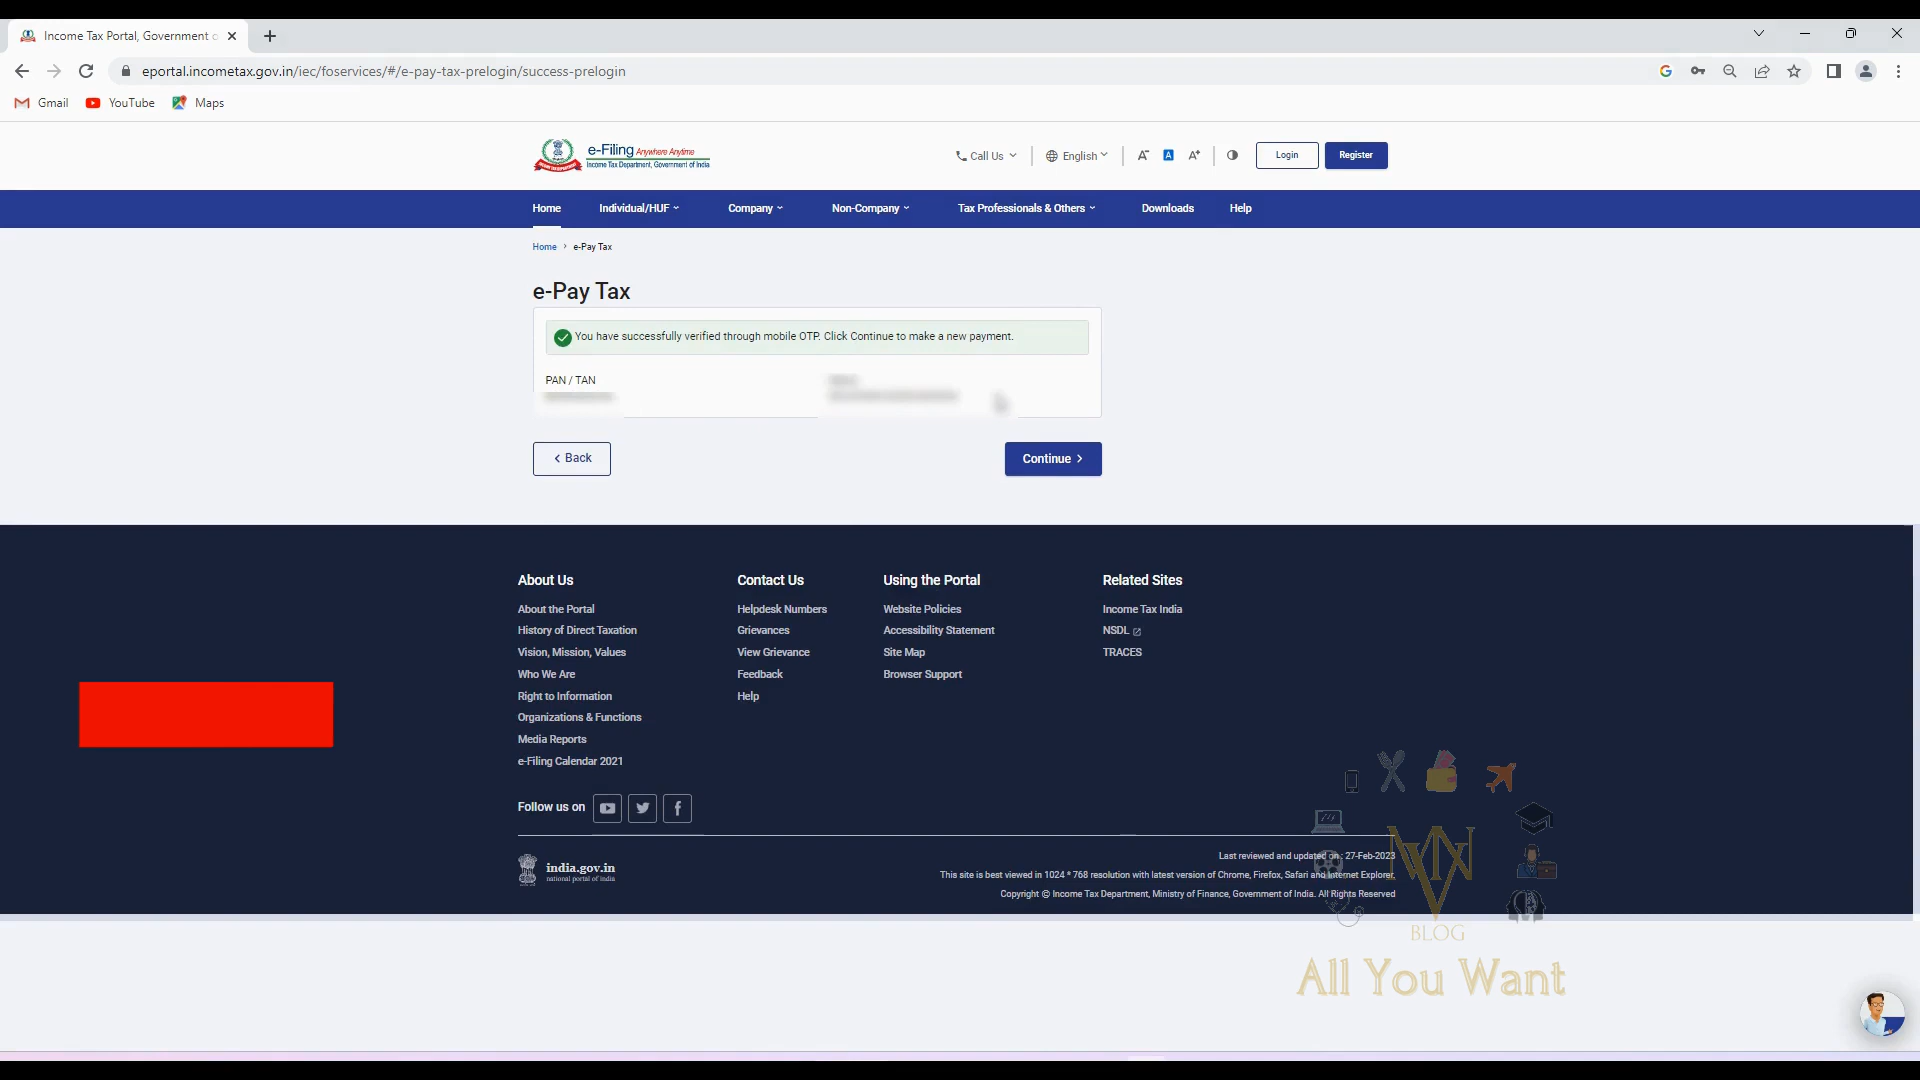 Income Tax Portal, Government o
eportal.incometax.gov.in/iec/foservices/#/e-pay-tax-prelogin/success-prelogin
Gmail YouTube Maps
e-Filing Anywhere Anytime
Income Tax Department, Government of India
Call Us English A- A A+ Login Register
Home Individual/HUF Company Non-Company Tax Professionals & Others Downloads Help
Home > e-Pay Tax
e-Pay Tax
You have successfully verified through mobile OTP. Click Continue to make a new payment.
PAN / TAN
< Back Continue >
About Us
About the Portal
History of Direct Taxation
Vision, Mission, Values
Who We Are
Right to Information
Organizations & Functions
Media Reports
e-Filing Calendar 2021
Contact Us
Helpdesk Numbers
Grievances
View Grievance
Feedback
Help
Using the Portal
Website Policies
Accessibility Statement
Site Map
Browser Support
Related Sites
Income Tax India
NSDL
TRACES
Follow us on
india.gov.in
national portal of india
Last reviewed and updated on : 27-Feb-2023
This site is best viewed in 1024 * 768 resolution with latest version of Chrome, Firefox, Safari and Internet Explorer.
Copyright © Income Tax Department, Ministry of Finance, Government of India. All Rights Reserved
BLOG
All You Want